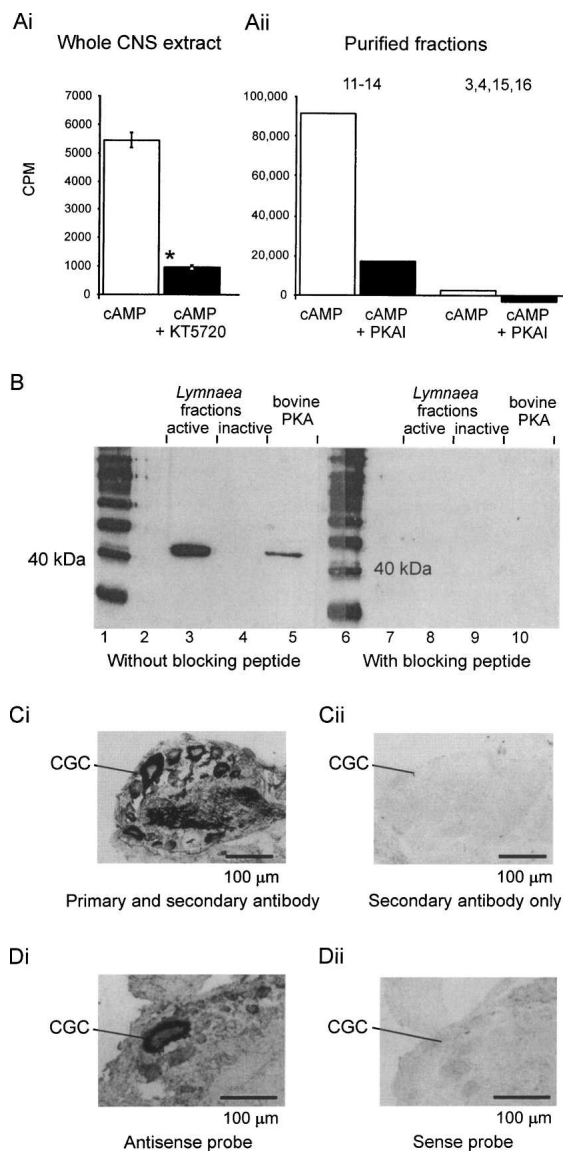 Ai
Aii
Whole CNS extract
Purified fractions
11-14
3,4,15,16
CPM
7000
6000
5000
4000
3000
2000
1000
0
*
cAMP
cAMP
+ KT5720
100,000
80,000
60,000
40,000
20,000
0
cAMP
cAMP
+ PKAI
cAMP
cAMP
+ PKAI
B
Lymnaea
fractions
active inactive
bovine
PKA
Lymnaea
fractions
active inactive
bovine
PKA
40 kDa
40 kDa
1 2 3 4 5 6 7 8 9 10
Without blocking peptide
With blocking peptide
Ci
Cii
CGC
CGC
100 µm
100 µm
Primary and secondary antibody
Secondary antibody only
Di
Dii
CGC
CGC
100 µm
100 µm
Antisense probe
Sense probe